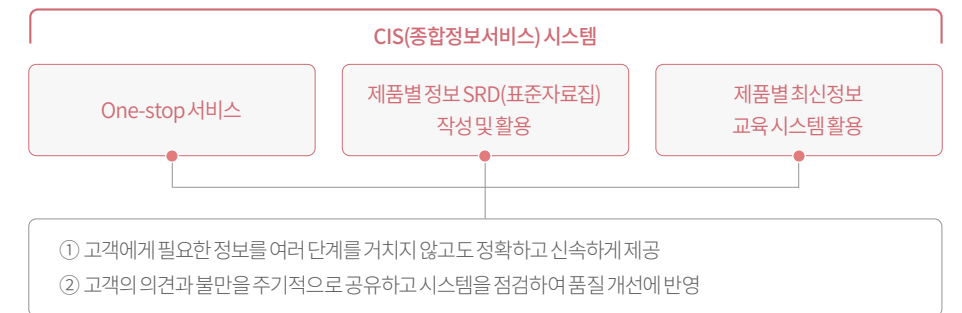 CIS(종합정보서비스) 시스템
One-stop 서비스
제품별 정보 SRD(표준자료집)
작성 및 활용
제품별 최신정보
교육 시스템 활용
① 고객에게 필요한 정보를 여러 단계를 거치지 않고도 정확하고 신속하게 제공
② 고객의 의견과 불만을 주기적으로 공유하고 시스템을 점검하여 품질 개선에 반영